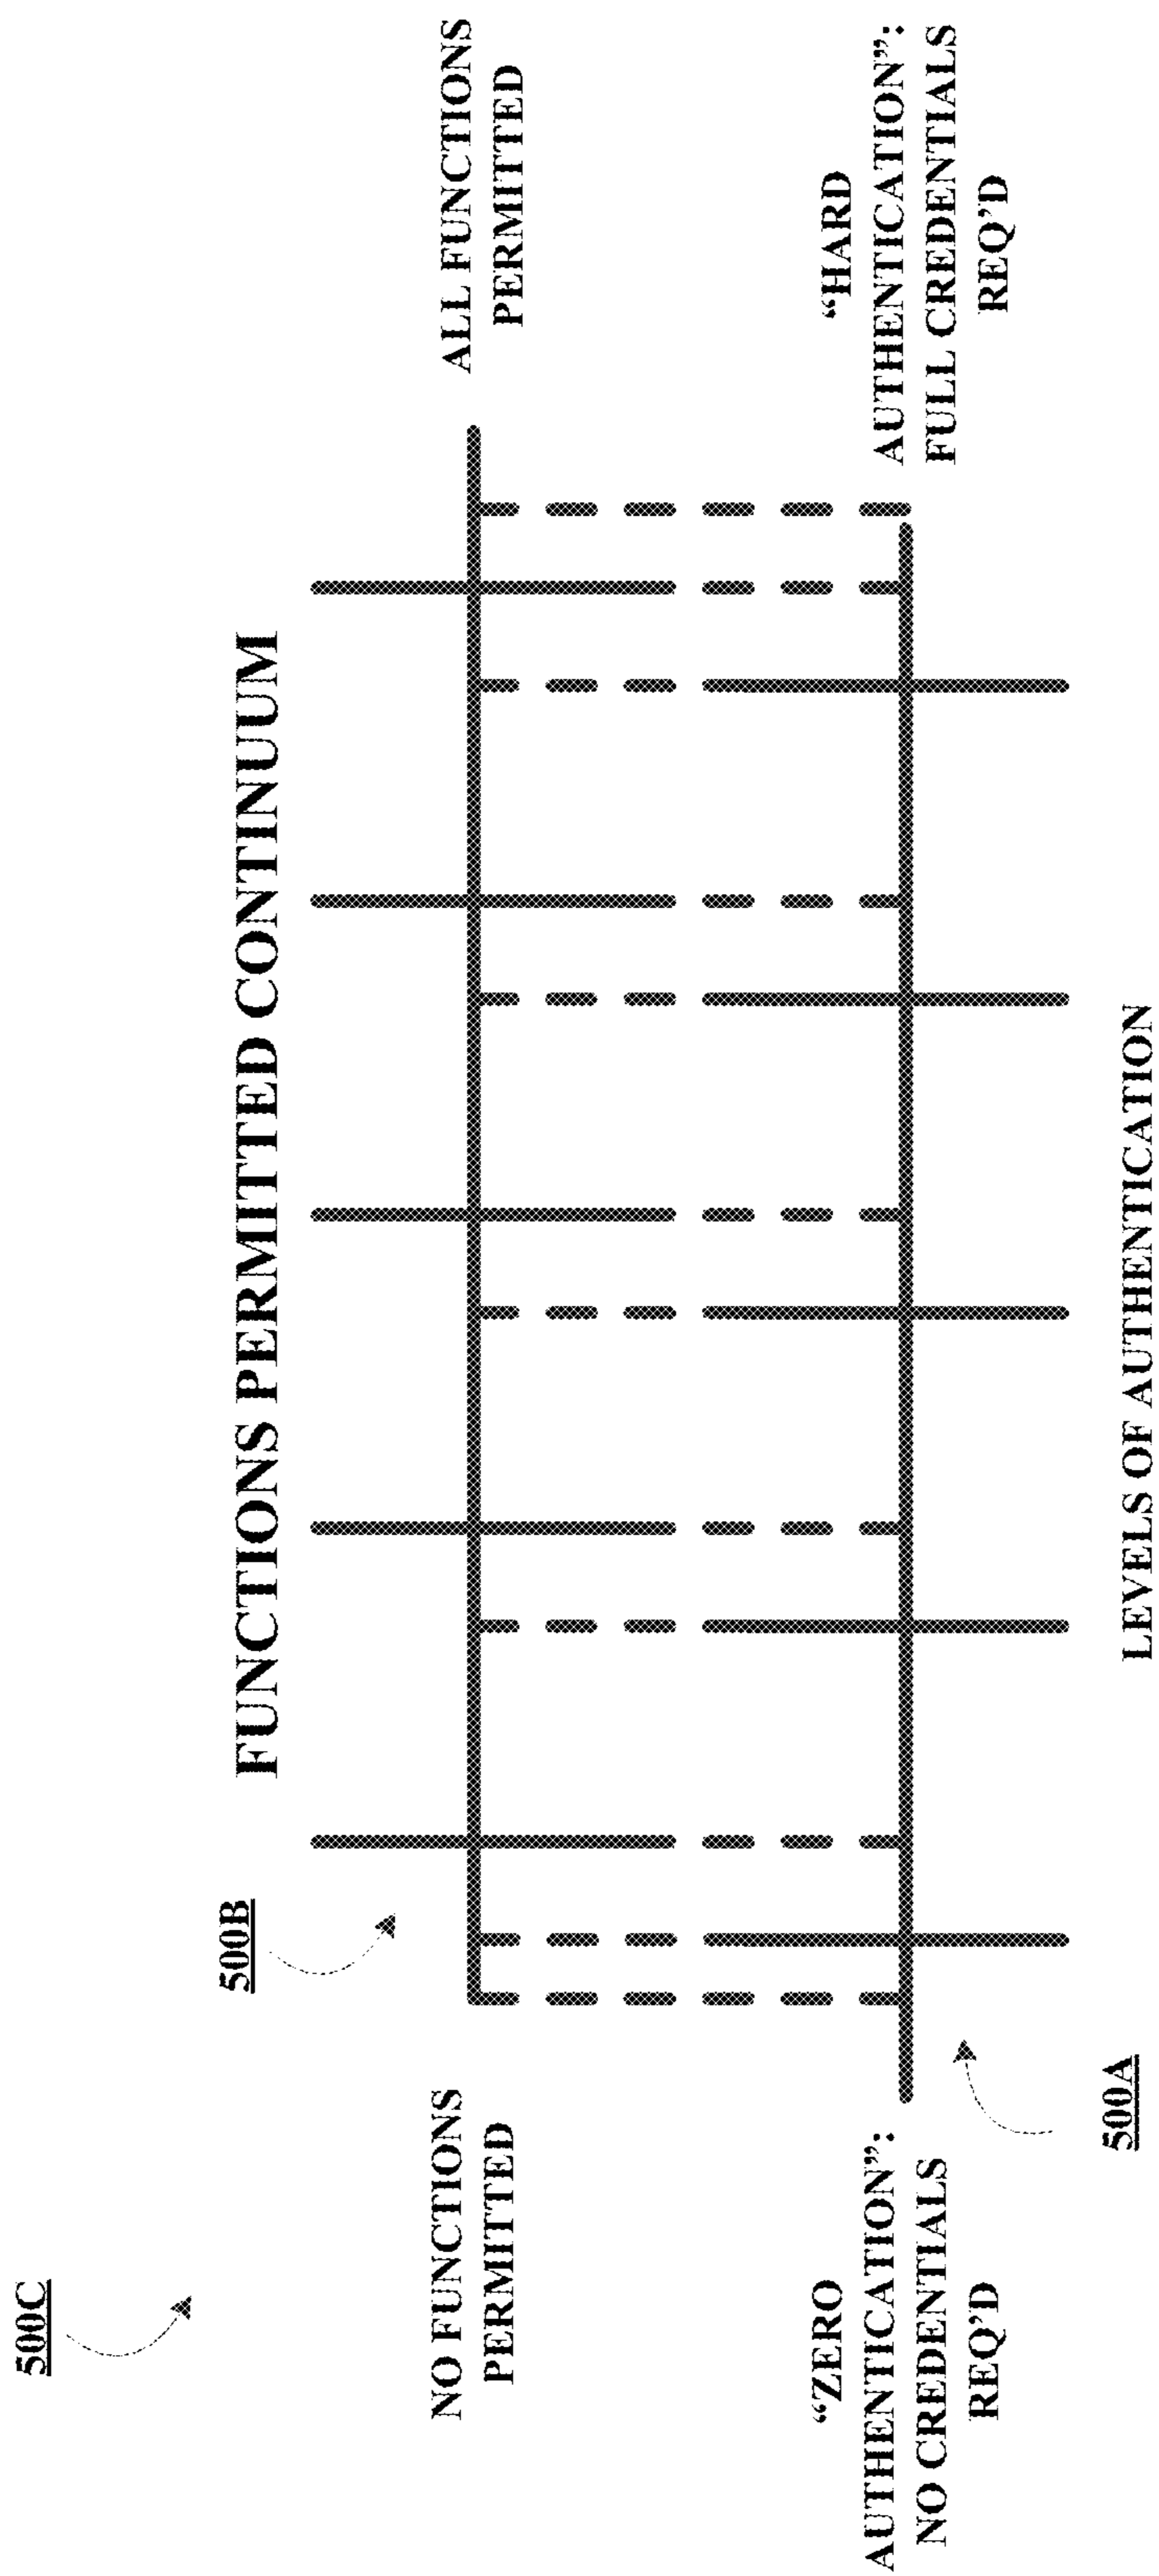 500C
500B
FUNCTIONS PERMITTED CONTINUUM
NO FUNCTIONS
PERMITTED
ALL FUNCTIONS
PERMITTED
“ZERO
AUTHENTICATION”:
NO CREDENTIALS
REQ’D
“HARD
AUTHENTICATION”:
FULL CREDENTIALS
REQ’D
500A
LEVELS OF AUTHENTICATION